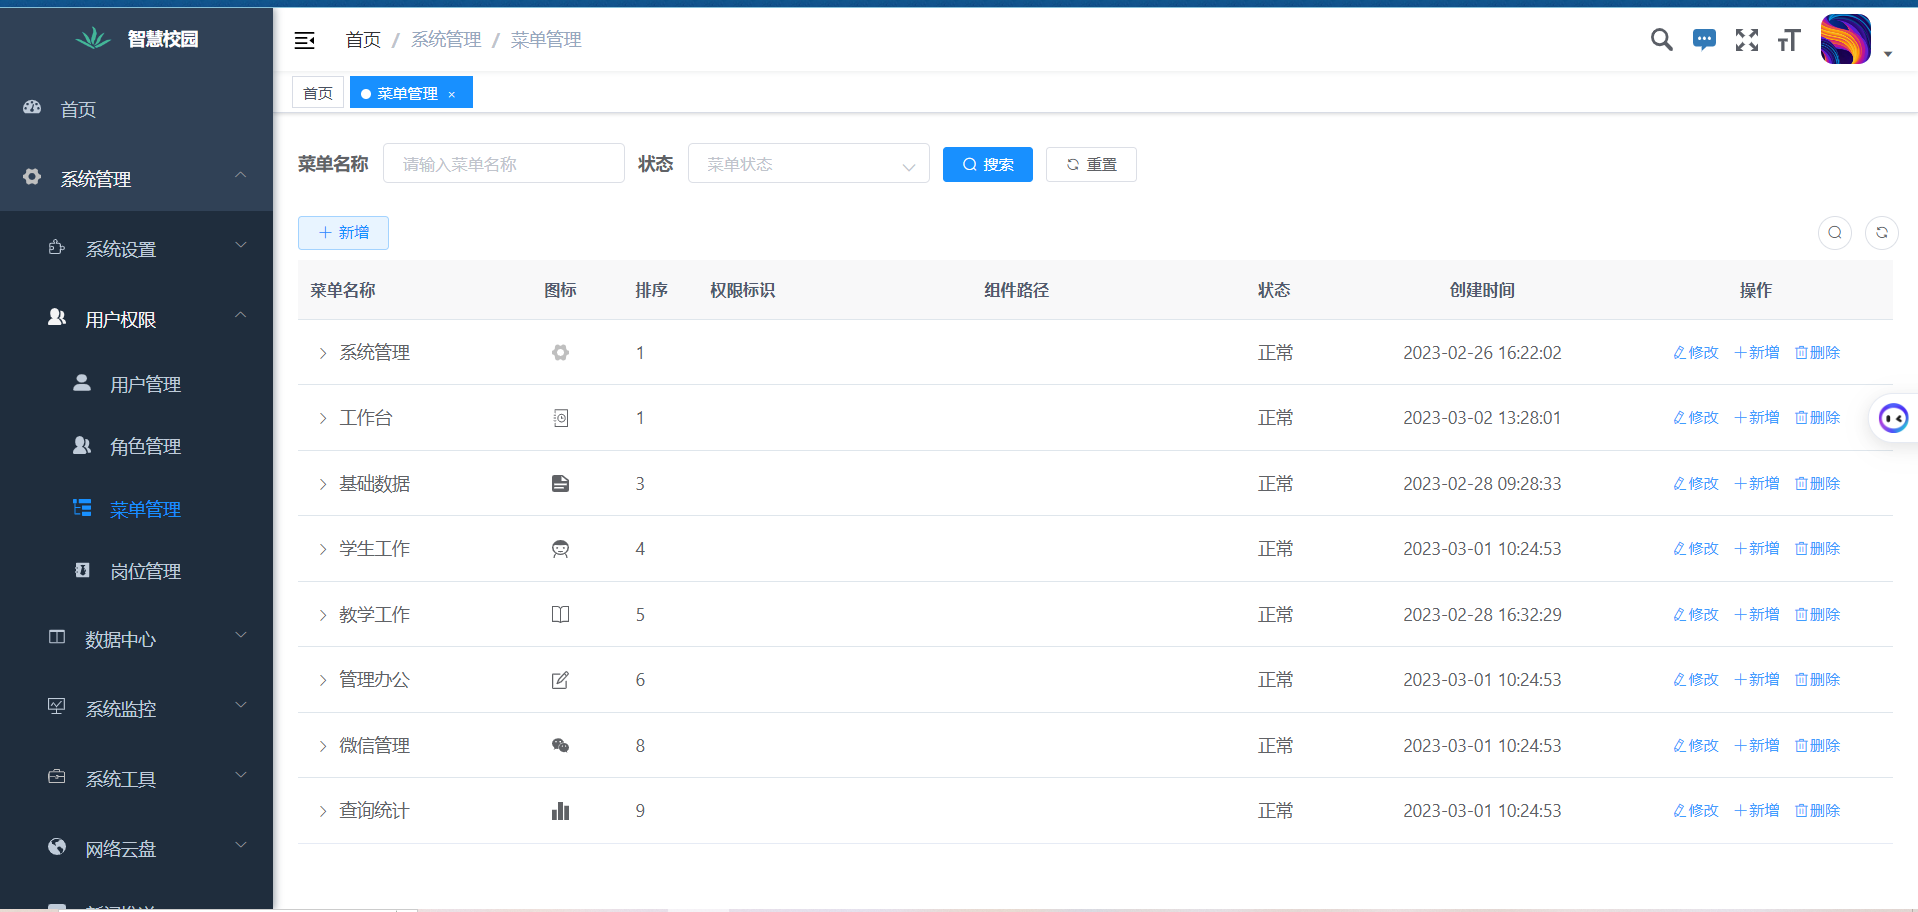 智慧校园
首页 / 系统管理 / 菜单管理
首页
菜单管理 ×
首页
系统管理
系统设置
用户权限
用户管理
角色管理
菜单管理
岗位管理
数据中心
系统监控
系统工具
网络云盘
菜单名称 请输入菜单名称 状态 菜单状态 搜索 重置
新增
菜单名称 图标 排序 权限标识 组件路径 状态 创建时间 操作
系统管理 1 正常 2023-02-26 16:22:02 修改 新增 删除
工作台 1 正常 2023-03-02 13:28:01 修改 新增 删除
基础数据 3 正常 2023-02-28 09:28:33 修改 新增 删除
学生工作 4 正常 2023-03-01 10:24:53 修改 新增 删除
教学工作 5 正常 2023-02-28 16:32:29 修改 新增 删除
管理办公 6 正常 2023-03-01 10:24:53 修改 新增 删除
微信管理 8 正常 2023-03-01 10:24:53 修改 新增 删除
查询统计 9 正常 2023-03-01 10:24:53 修改 新增 删除